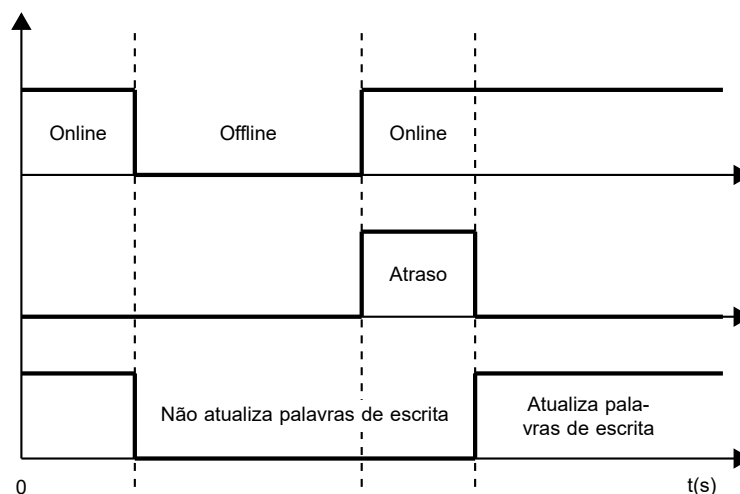 Online
Offline
Online
Atraso
Não atualiza palavras de escrita
Atualiza pala-
vras de escrita
0
t(s)